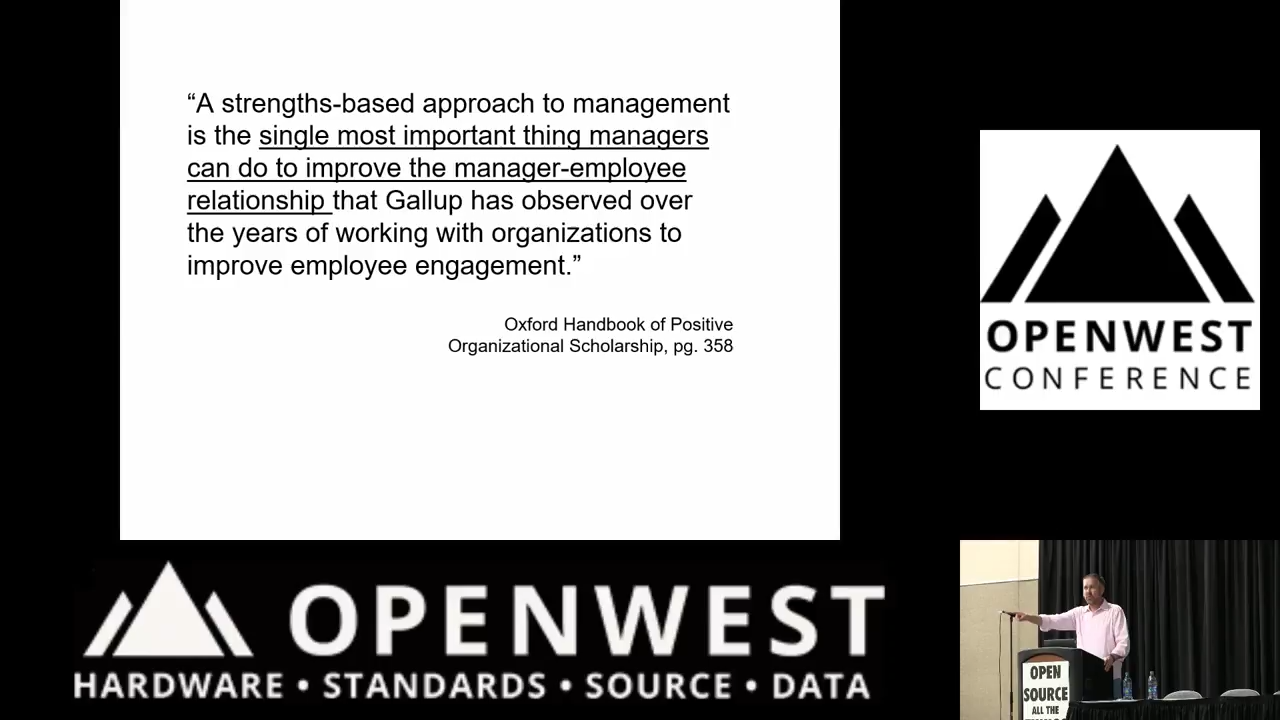 “A strengths-based approach to management
is the single most important thing managers
can do to improve the manager-employee
relationship that Gallup has observed over
the years of working with organizations to
improve employee engagement.”
Oxford Handbook of Positive
Organizational Scholarship, pg. 358
OPENWEST
CONFERENCE
OPENWEST
HARDWARE • STANDARDS • SOURCE • DATA
OPEN
SOURCE
ALL THE